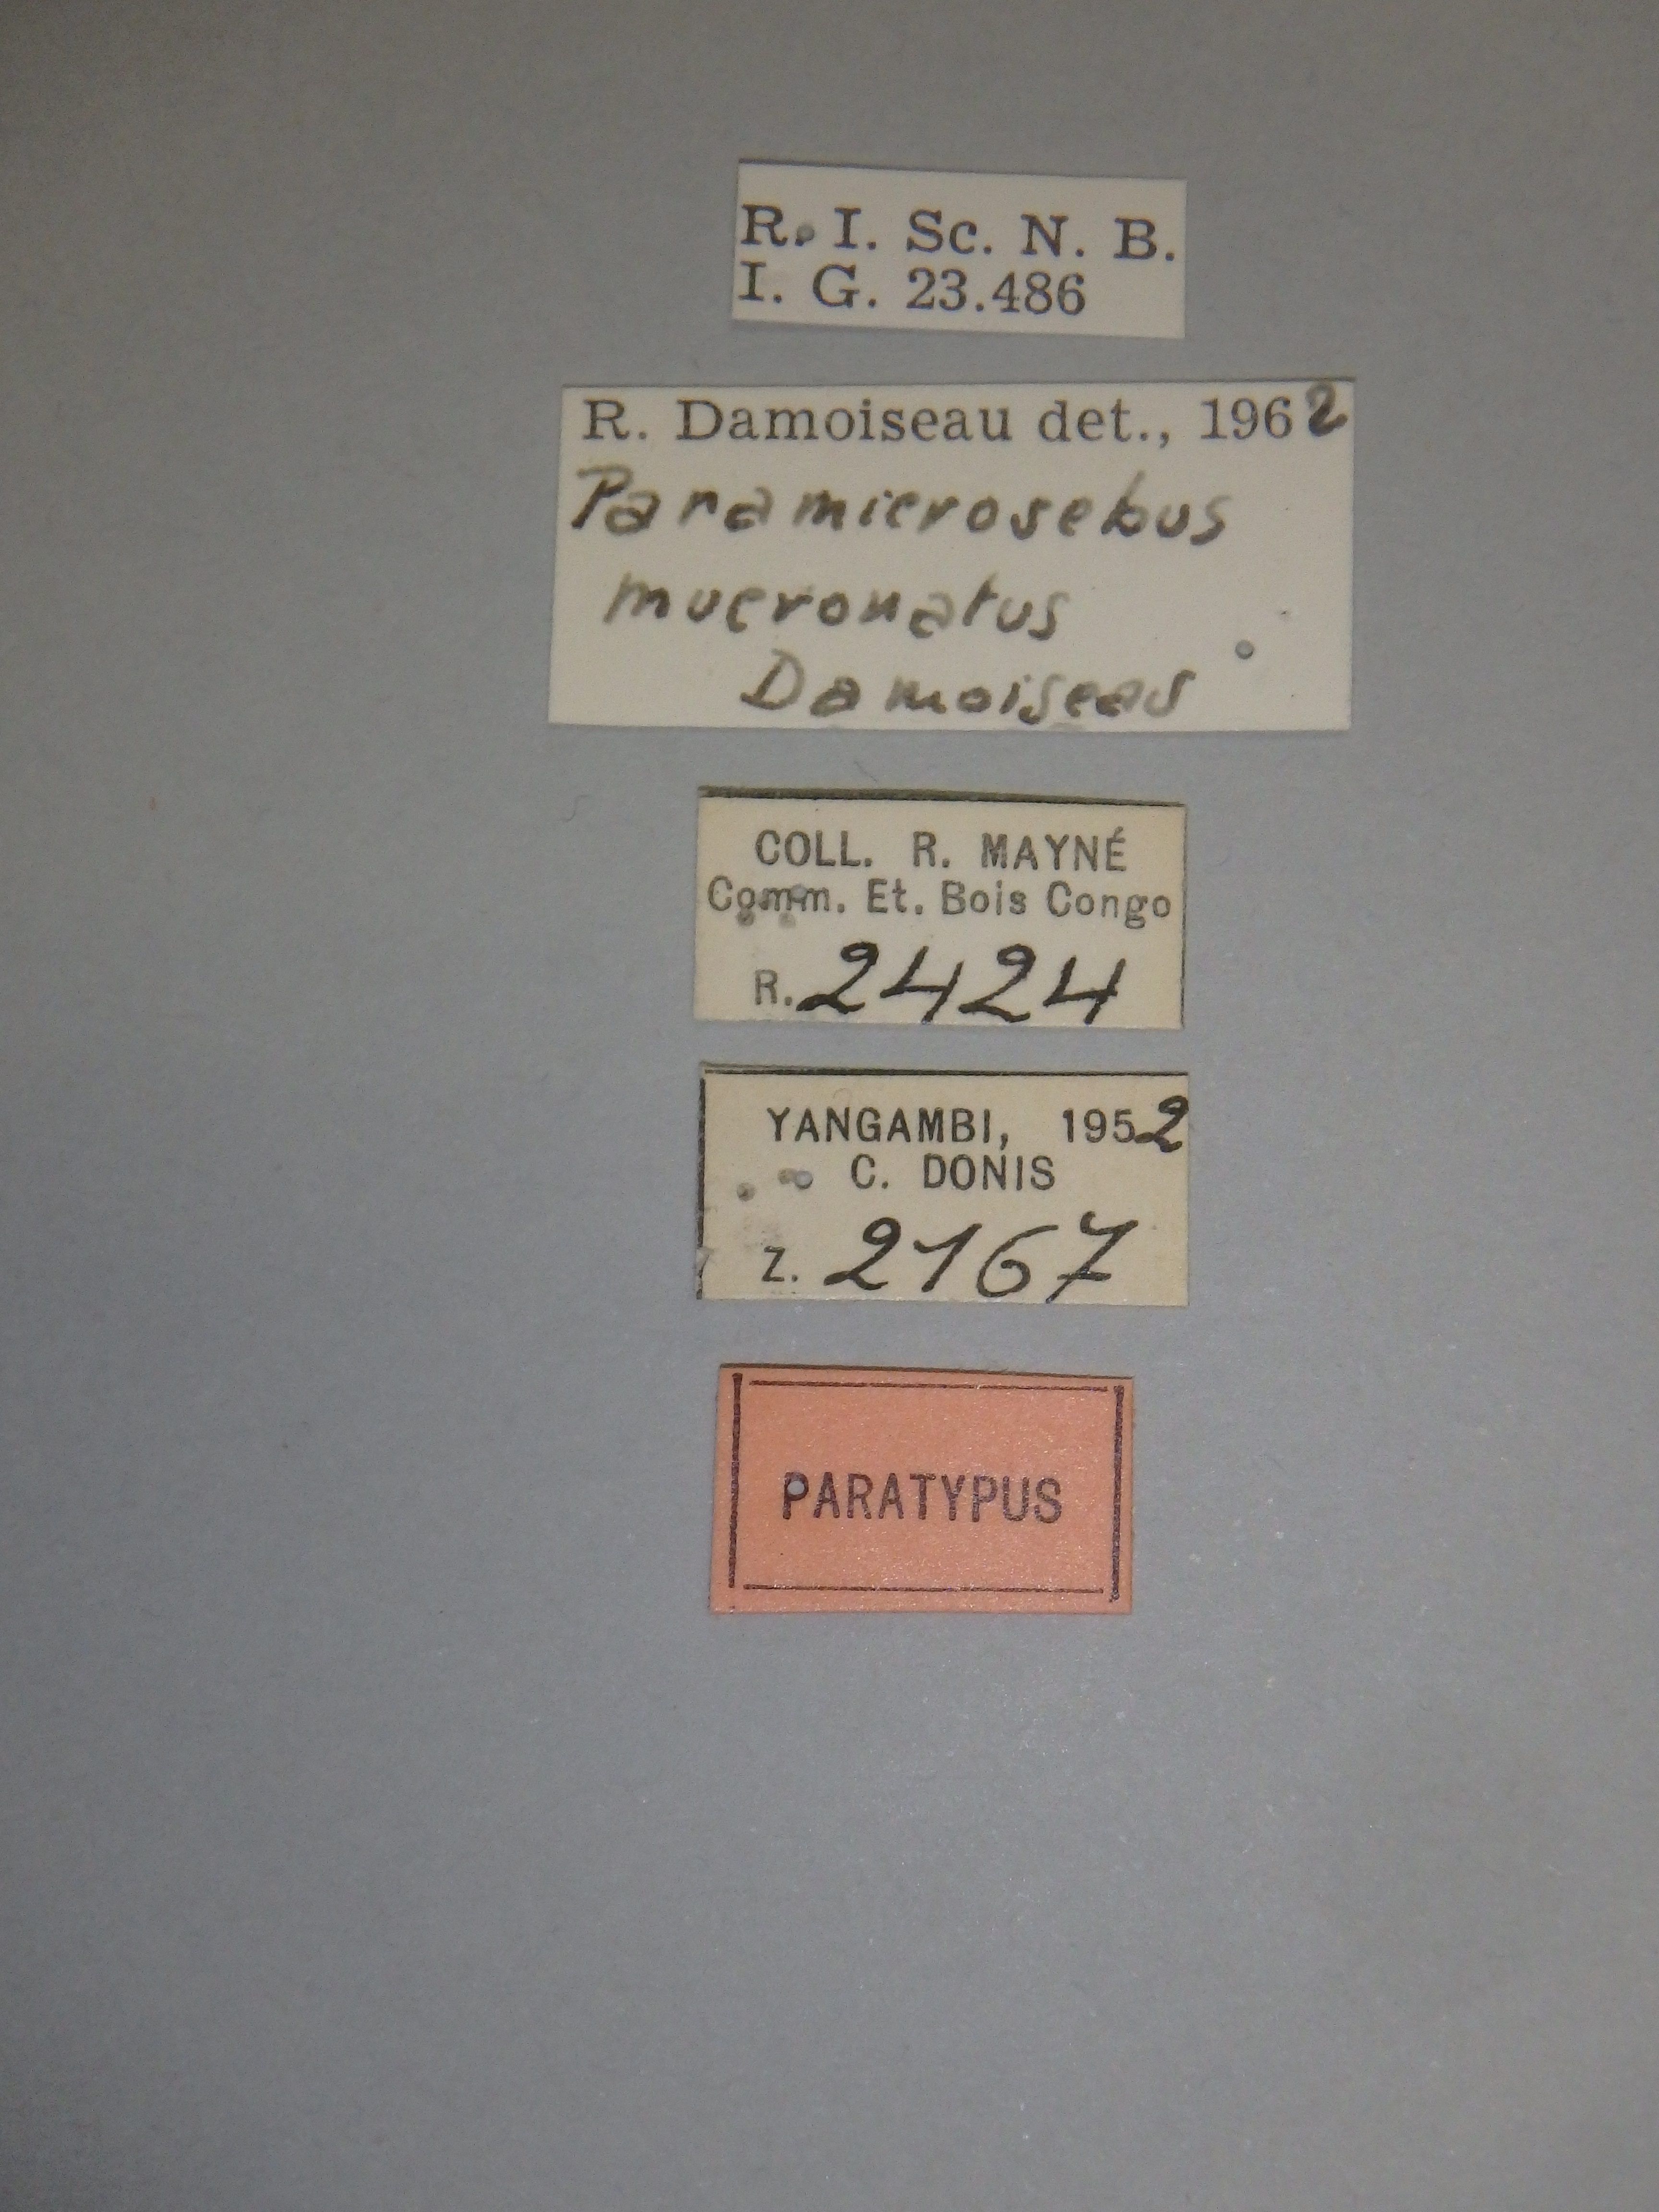 R. I. Sc. N. B.
I. G. 23.486
R. Damoiseau det., 1962
Paramicrosebus
mucronatus
Damoiseau
COLL. R. MAYNÉ
Comm. Et. Bois Congo
R. 2424
YANGAMBI, 1952
C. DONIS
Z. 2167
PARATYPUS